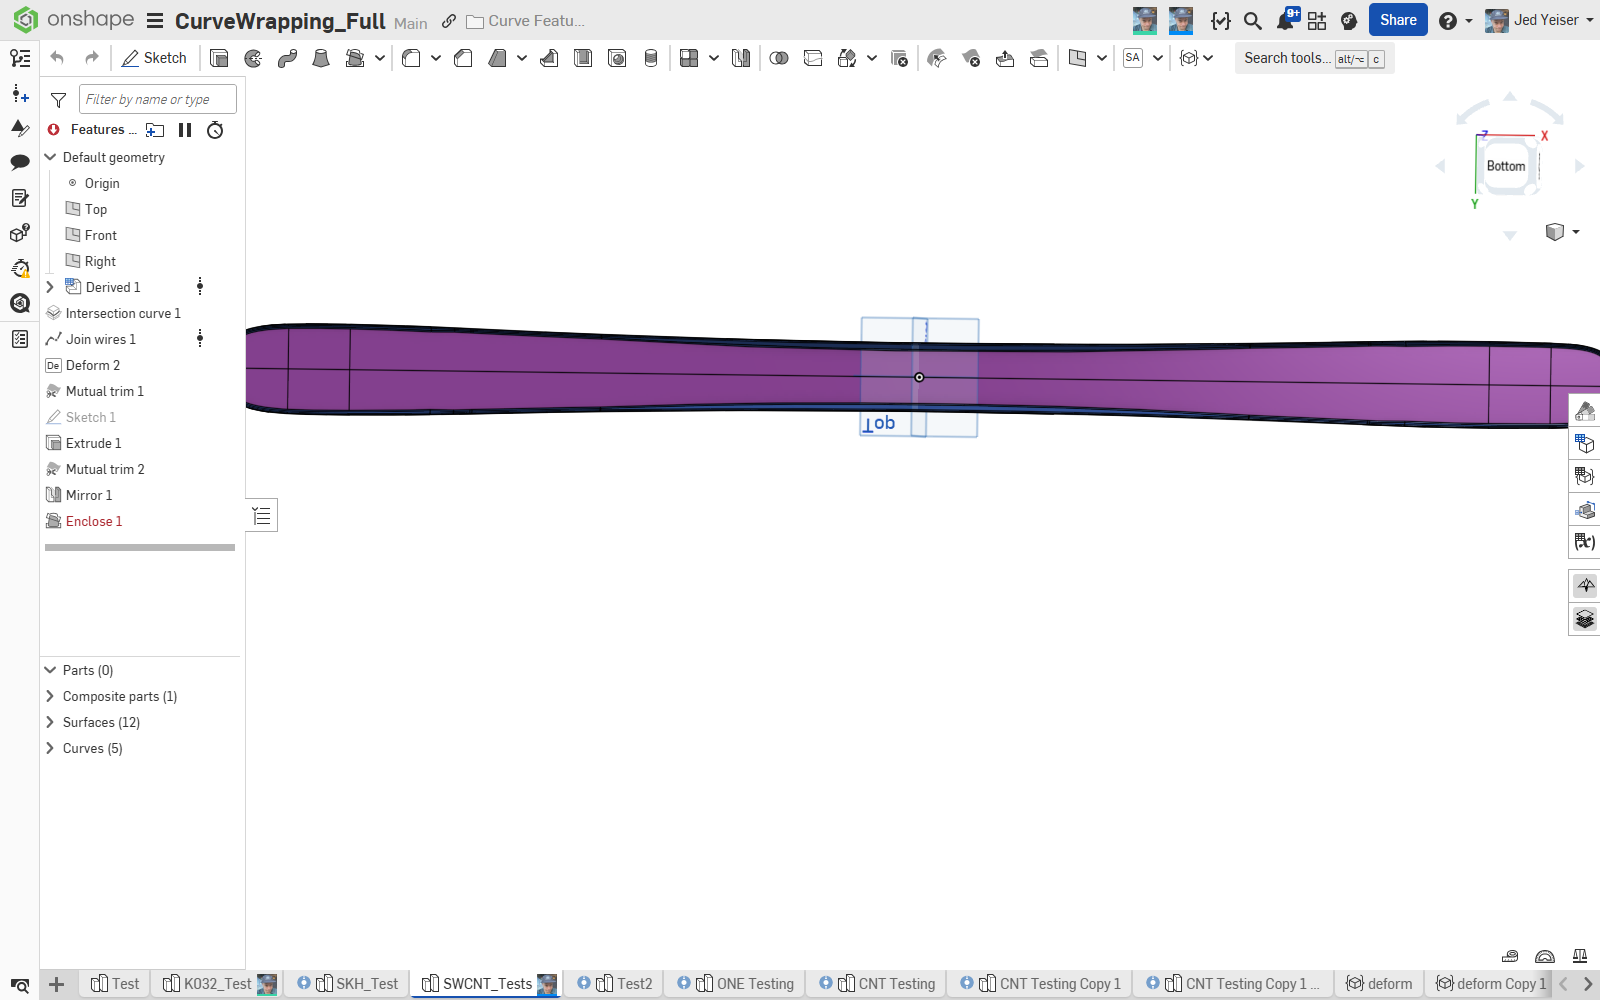 onshape CurveWrapping_Full Main Curve Featu... 9+ Share Jed Yeiser
Sketch SA Search tools... alt/⌥ c
Filter by name or type
Features ...
Default geometry
Origin
Top
Front
Right
Derived 1
Intersection curve 1
Join wires 1
De Deform 2
Mutual trim 1
Sketch 1
Extrude 1
Mutual trim 2
Mirror 1
Enclose 1
Parts (0)
Composite parts (1)
Surfaces (12)
Curves (5)
Z X
Bottom
Y
Top
Test K032_Test SKH_Test SWCNT_Tests Test2 ONE Testing CNT Testing CNT Testing Copy 1 CNT Testing Copy 1 ... deform deform Copy 1